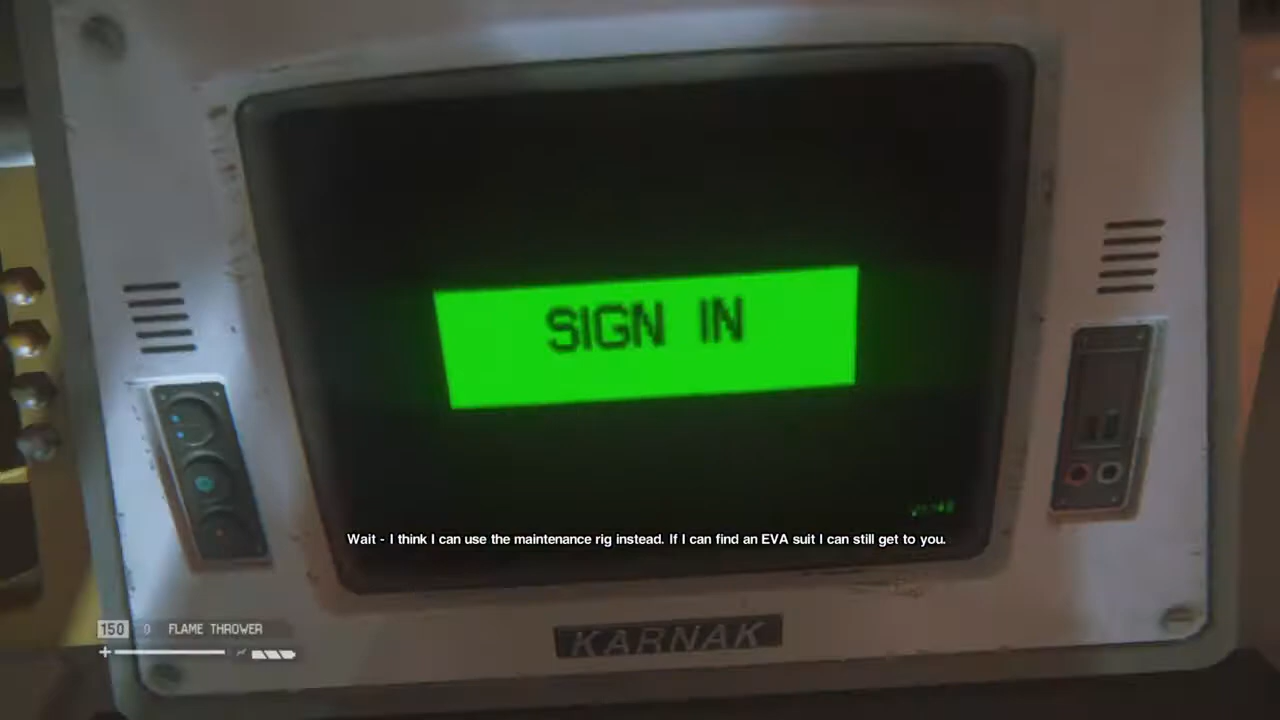 SIGN IN
Wait - I think I can use the maintenance rig instead. If I can find an EVA suit I can still get to you.
150 0 FLAME THROWER
KARNAK